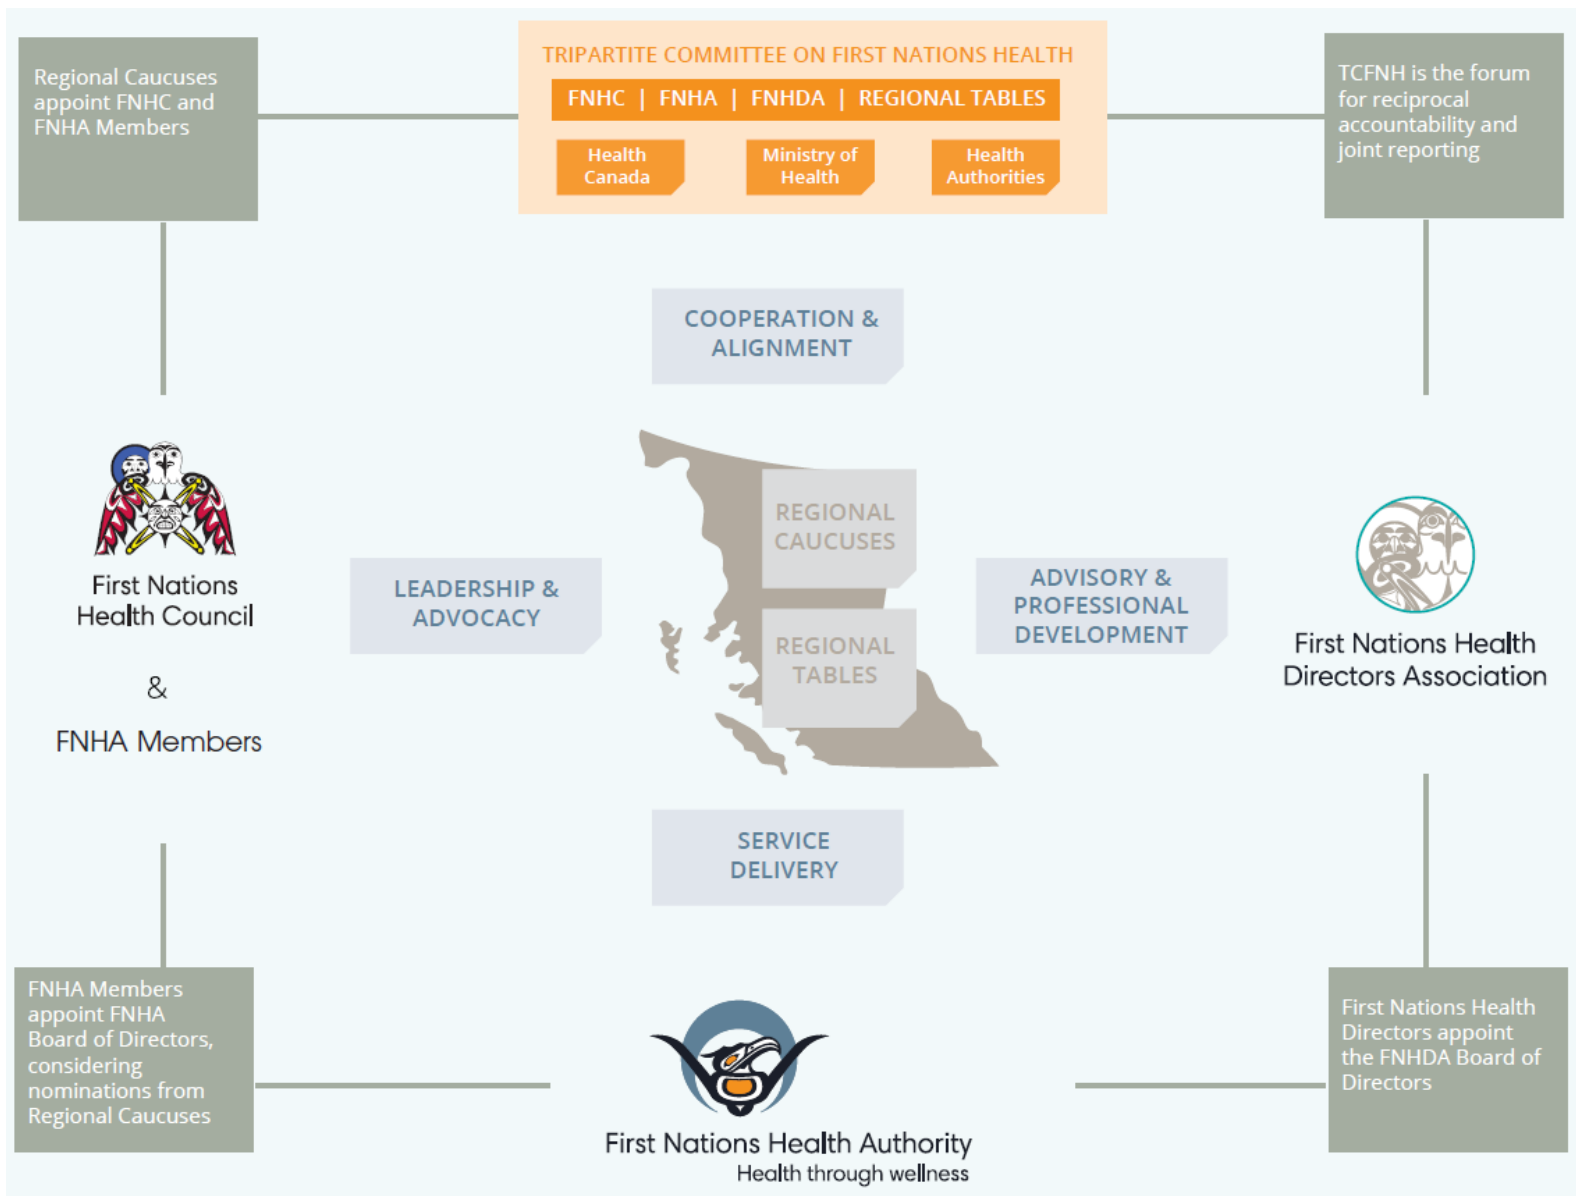 Regional Caucuses
appoint FNHC and
FNHA Members
TRIPARTITE COMMITTEE ON FIRST NATIONS HEALTH
FNHC | FNHA | FNHDA | REGIONAL TABLES
Health
Canada
Ministry of
Health
Health
Authorities
TCFNH is the forum
for reciprocal
accountability and
joint reporting
COOPERATION &
ALIGNMENT
First Nations
Health Council
&
FNHA Members
LEADERSHIP &
ADVOCACY
REGIONAL
CAUCUSES
REGIONAL
TABLES
ADVISORY &
PROFESSIONAL
DEVELOPMENT
First Nations Health
Directors Association
SERVICE
DELIVERY
FNHA Members
appoint FNHA
Board of Directors,
considering
nominations from
Regional Caucuses
First Nations Health Authority
Health through wellness
First Nations Health
Directors appoint
the FNHDA Board of
Directors